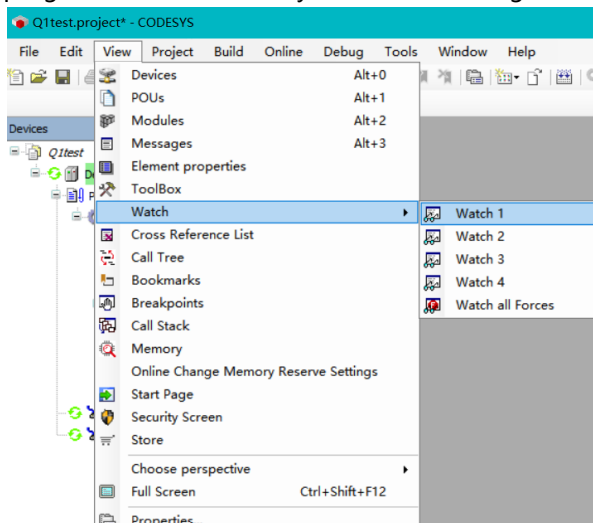 Q1test.project* - CODESYS
File Edit View Project Build Online Debug Tools Window Help
Devices Alt+0
POUs Alt+1
Modules Alt+2
Messages Alt+3
Element properties
ToolBox
Watch
Cross Reference List
Call Tree
Bookmarks
Breakpoints
Call Stack
Memory
Online Change Memory Reserve Settings
Start Page
Security Screen
Store
Choose perspective
Full Screen Ctrl+Shift+F12
Properties...
Watch 1
Watch 2
Watch 3
Watch 4
Watch all Forces
Devices
Q1test